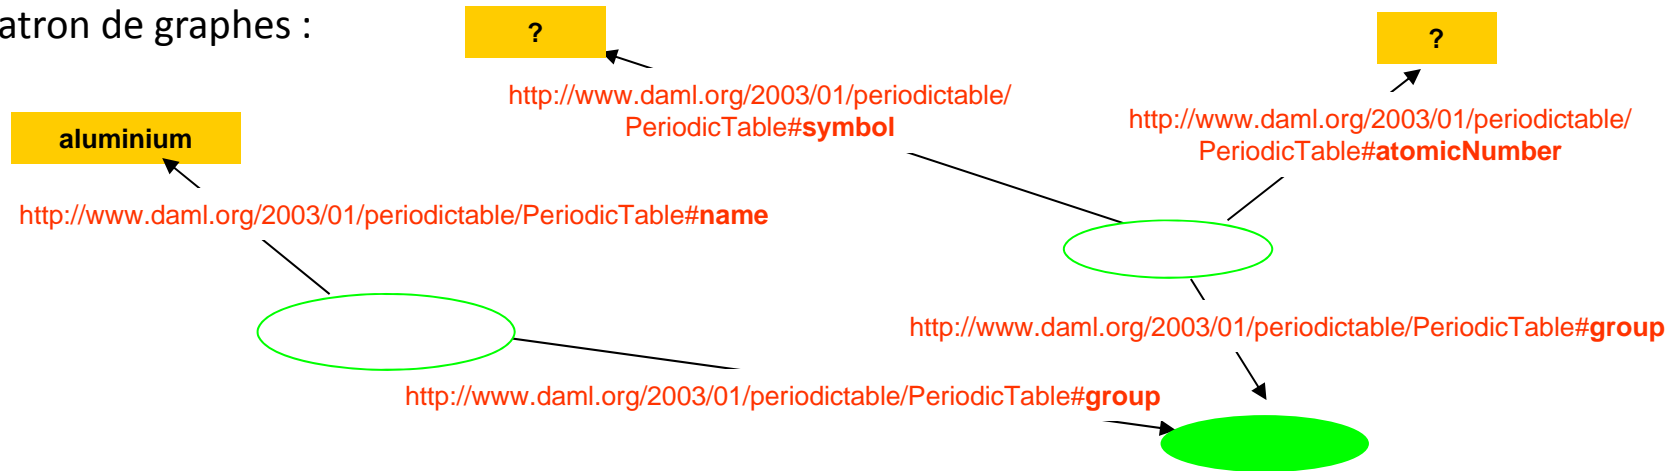 atron de graphes :
?
?
http://www.daml.org/2003/01/periodictable/
PeriodicTable#symbol
http://www.daml.org/2003/01/periodictable/
PeriodicTable#atomicNumber
aluminium
http://www.daml.org/2003/01/periodictable/PeriodicTable#name
http://www.daml.org/2003/01/periodictable/PeriodicTable#group
http://www.daml.org/2003/01/periodictable/PeriodicTable#group